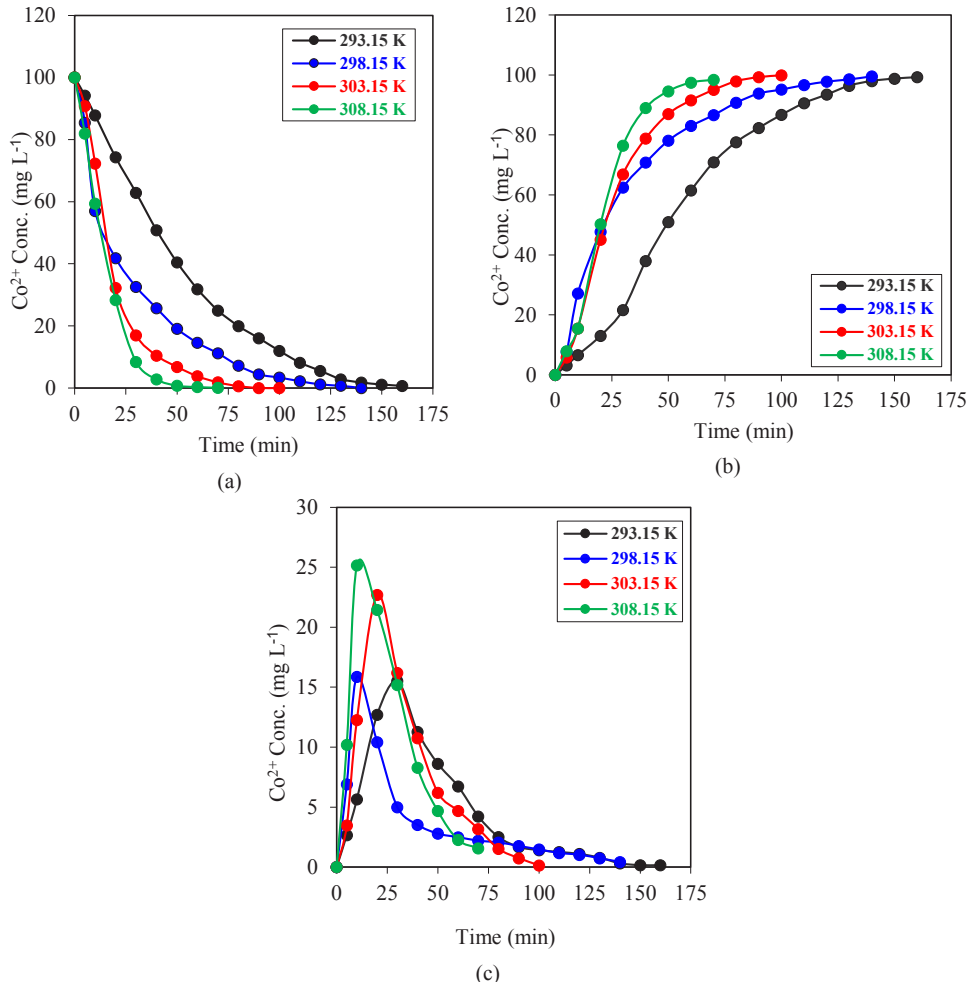 120
100
80
60
40
20
0
Co²⁺ Conc. (mg L⁻¹)
293.15 K
298.15 K
303.15 K
308.15 K
0 25 50 75 100 125 150 175
Time (min)
(a)
120
100
80
60
40
20
0
Co²⁺ Conc. (mg L⁻¹)
293.15 K
298.15 K
303.15 K
308.15 K
0 25 50 75 100 125 150 175
Time (min)
(b)
30
25
20
15
10
5
0
Co²⁺ Conc. (mg L⁻¹)
293.15 K
298.15 K
303.15 K
308.15 K
0 25 50 75 100 125 150 175
Time (min)
(c)